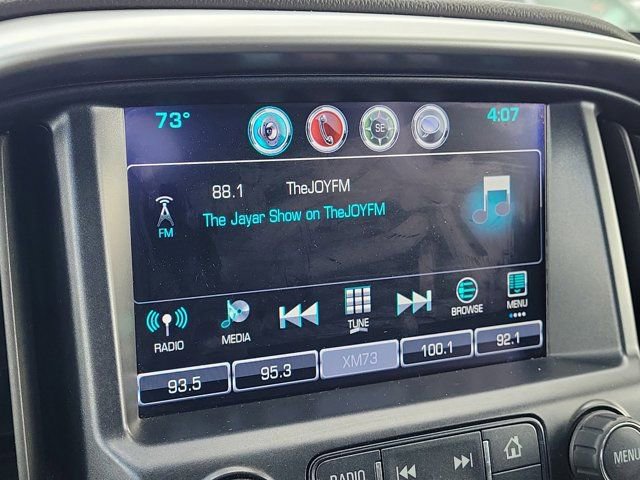 73°
SE
4:07
88.1 TheJOYFM
The Jayar Show on TheJOYFM
FM
RADIO
MEDIA
TUNE
BROWSE
MENU
93.5
95.3
XM73
100.1
92.1
RADIO
MENU